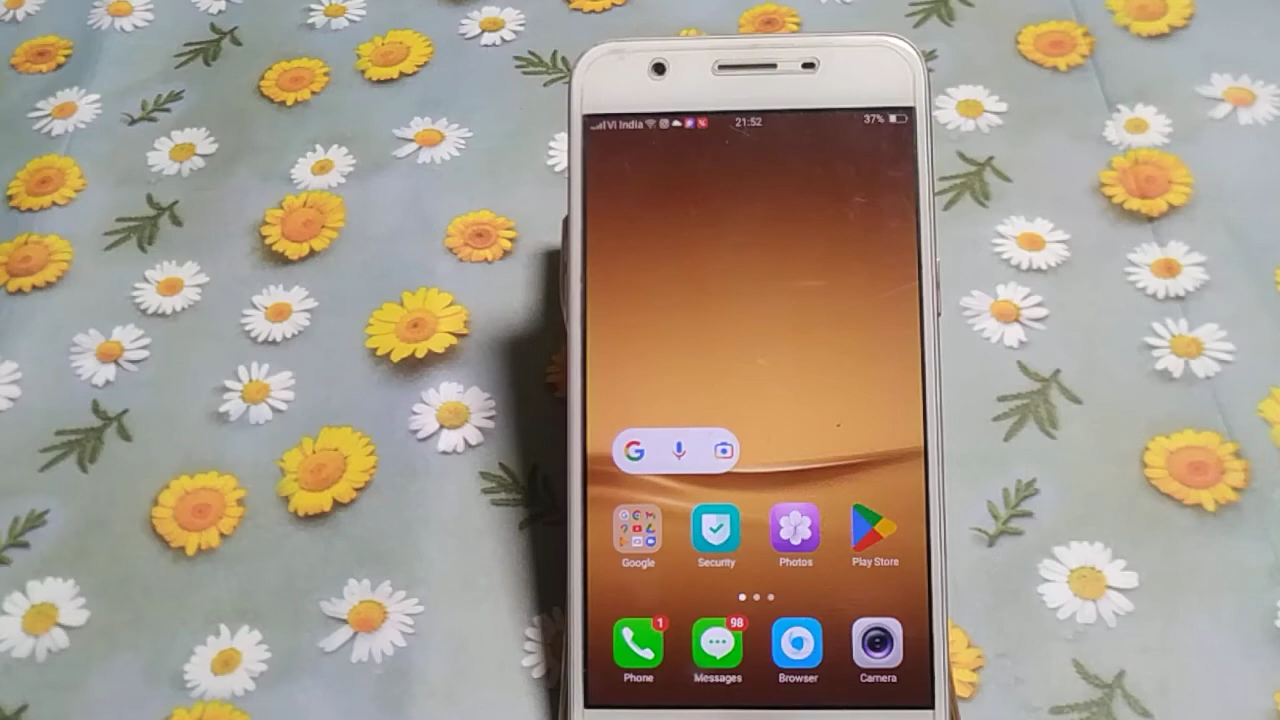 Vi India 21:52 37%
G
Google Security Photos Play Store
1 98
Phone Messages Browser Camera